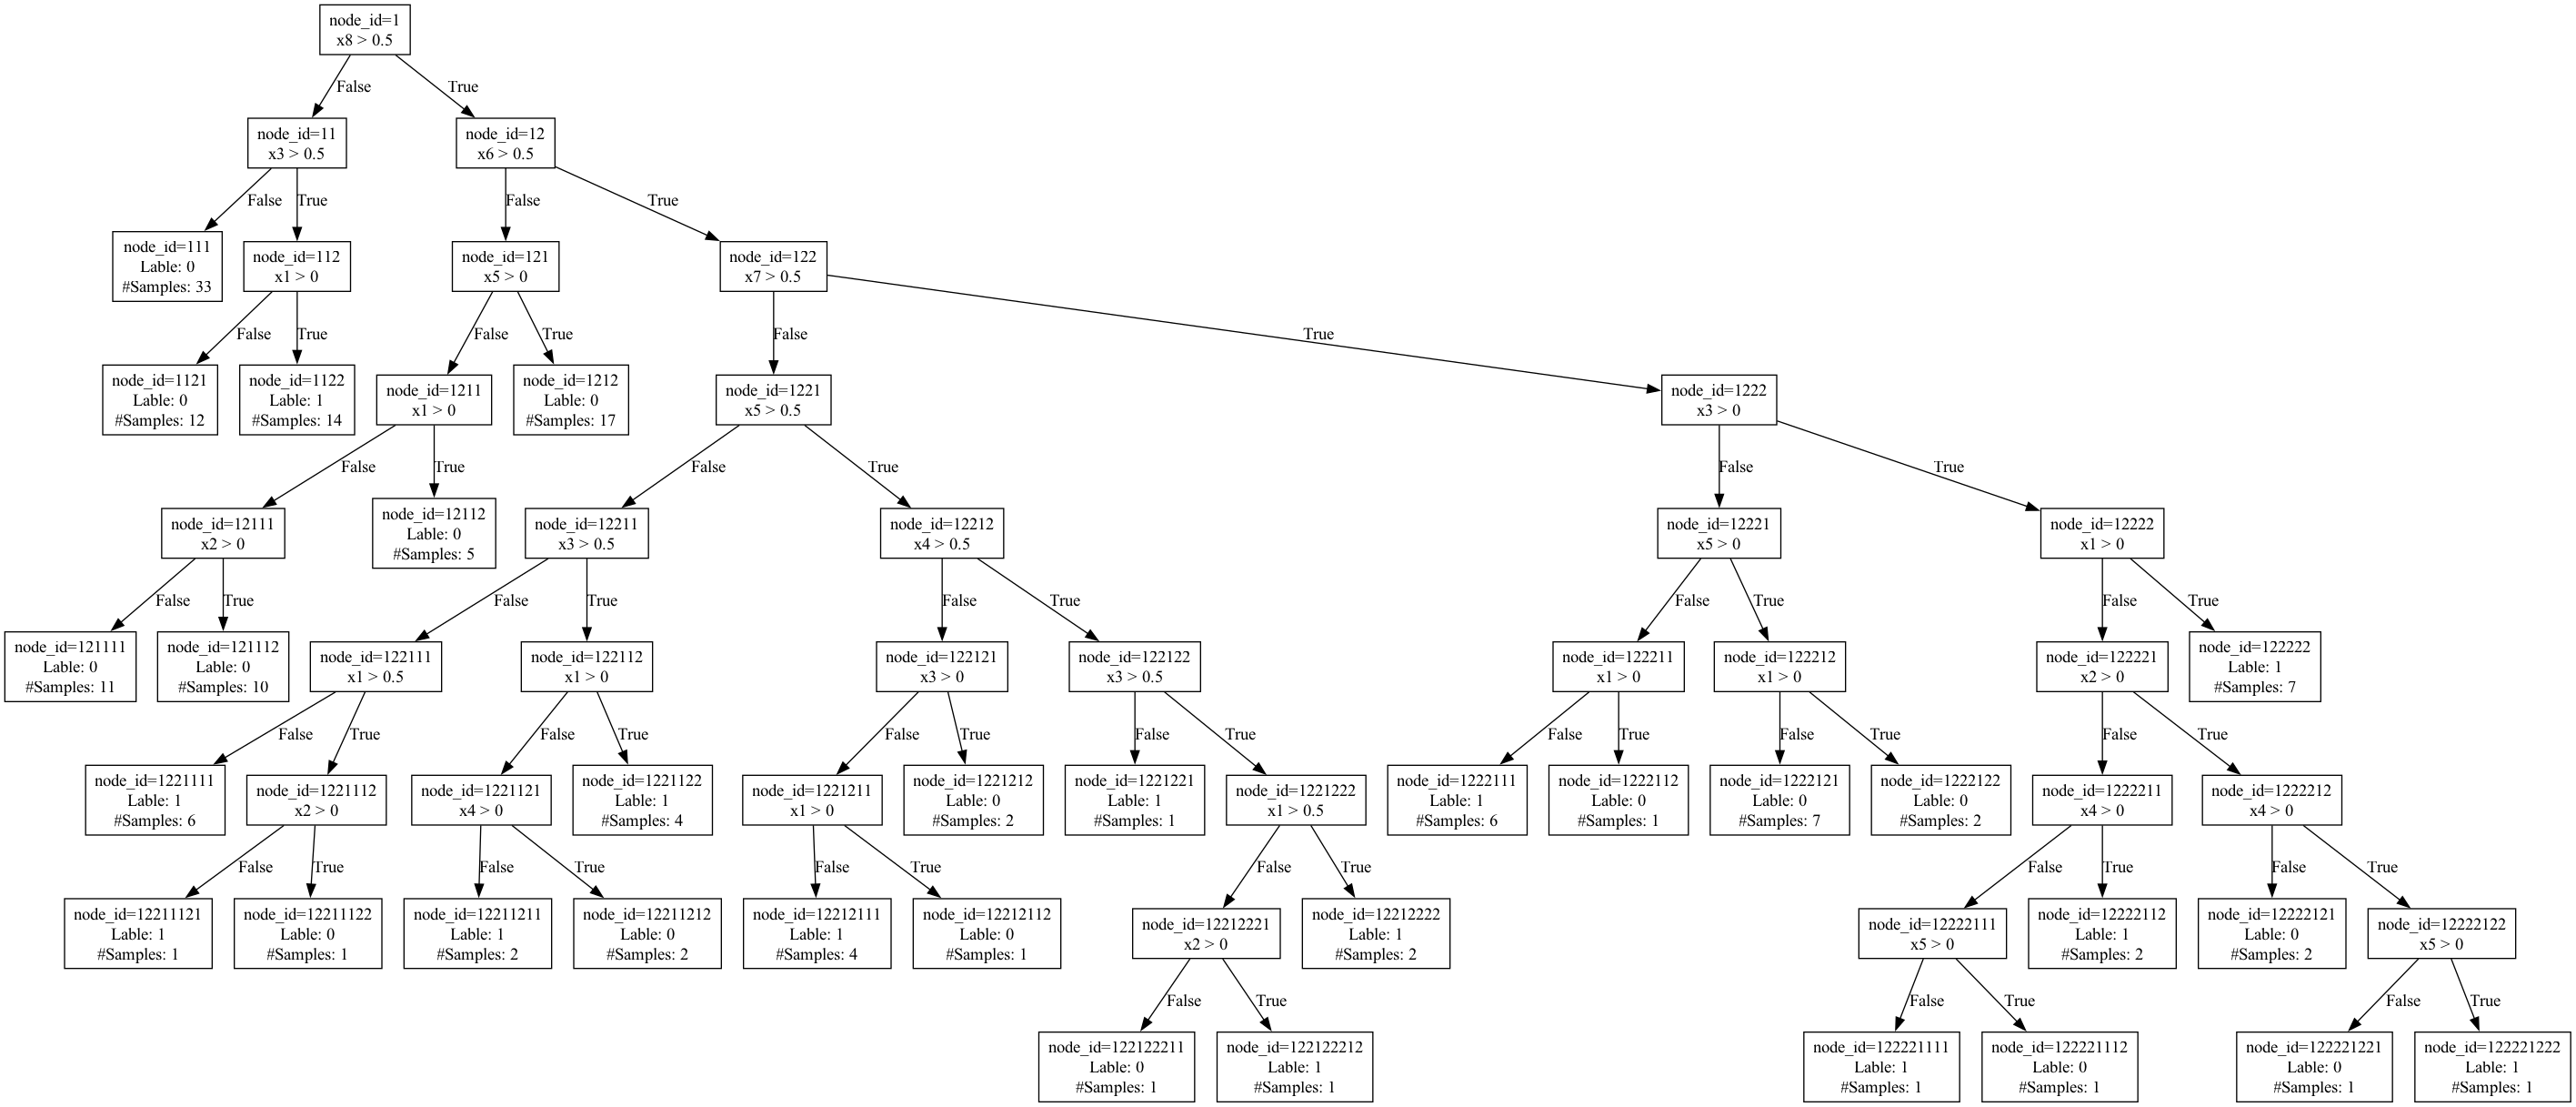 node_id=1
x8 > 0.5
False
True
node_id=11
x3 > 0.5
node_id=12
x6 > 0.5
False
True
False
True
node_id=111
Lable: 0
#Samples: 33
node_id=112
x1 > 0
node_id=121
x5 > 0
node_id=122
x7 > 0.5
False
True
False
True
False
True
node_id=1121
Lable: 0
#Samples: 12
node_id=1122
Lable: 1
#Samples: 14
node_id=1211
x1 > 0
node_id=1212
Lable: 0
#Samples: 17
node_id=1221
x5 > 0.5
node_id=1222
x3 > 0
False
True
False
True
False
True
node_id=12111
x2 > 0
node_id=12112
Lable: 0
#Samples: 5
node_id=12211
x3 > 0.5
node_id=12212
x4 > 0.5
node_id=12221
x5 > 0
node_id=12222
x1 > 0
False
True
False
True
False
True
False
True
False
True
node_id=121111
Lable: 0
#Samples: 11
node_id=121112
Lable: 0
#Samples: 10
node_id=122111
x1 > 0.5
node_id=122112
x1 > 0
node_id=122121
x3 > 0
node_id=122122
x3 > 0.5
node_id=122211
x1 > 0
node_id=122212
x1 > 0
node_id=122221
x2 > 0
node_id=122222
Lable: 1
#Samples: 7
False
True
False
True
False
True
False
True
False
True
False
True
False
True
node_id=1221111
Lable: 1
#Samples: 6
node_id=1221112
x2 > 0
node_id=1221121
x4 > 0
node_id=1221122
Lable: 1
#Samples: 4
node_id=1221211
x1 > 0
node_id=1221212
Lable: 0
#Samples: 2
node_id=1221221
Lable: 1
#Samples: 1
node_id=1221222
x1 > 0.5
node_id=1222111
Lable: 1
#Samples: 6
node_id=1222112
Lable: 0
#Samples: 1
node_id=1222121
Lable: 0
#Samples: 7
node_id=1222122
Lable: 0
#Samples: 2
node_id=1222211
x4 > 0
node_id=1222212
x4 > 0
False
True
False
True
False
True
False
True
False
True
False
True
node_id=12211121
Lable: 1
#Samples: 1
node_id=12211122
Lable: 0
#Samples: 1
node_id=12211211
Lable: 1
#Samples: 2
node_id=12211212
Lable: 0
#Samples: 2
node_id=12212111
Lable: 1
#Samples: 4
node_id=12212112
Lable: 0
#Samples: 1
node_id=12212221
x2 > 0
node_id=12212222
Lable: 1
#Samples: 2
node_id=12222111
x5 > 0
node_id=12222112
Lable: 1
#Samples: 2
node_id=12222121
Lable: 0
#Samples: 2
node_id=12222122
x5 > 0
False
True
False
True
False
True
node_id=122122211
Lable: 0
#Samples: 1
node_id=122122212
Lable: 1
#Samples: 1
node_id=122221111
Lable: 1
#Samples: 1
node_id=122221112
Lable: 0
#Samples: 1
node_id=122221221
Lable: 0
#Samples: 1
node_id=122221222
Lable: 1
#Samples: 1